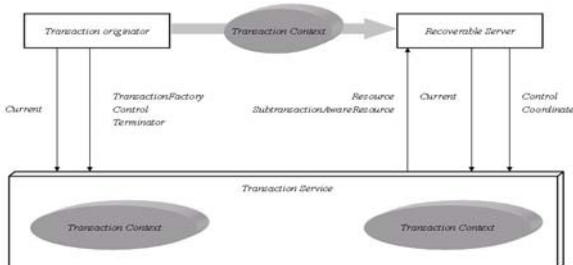 Transaction originator
Transaction Context
Recoverable Server
Current
TransactionFactory
Control
Terminator
Resource
SubtransactionAwareResource
Current
Control
Coordinate
Transaction Service
Transaction Context
Transaction Context